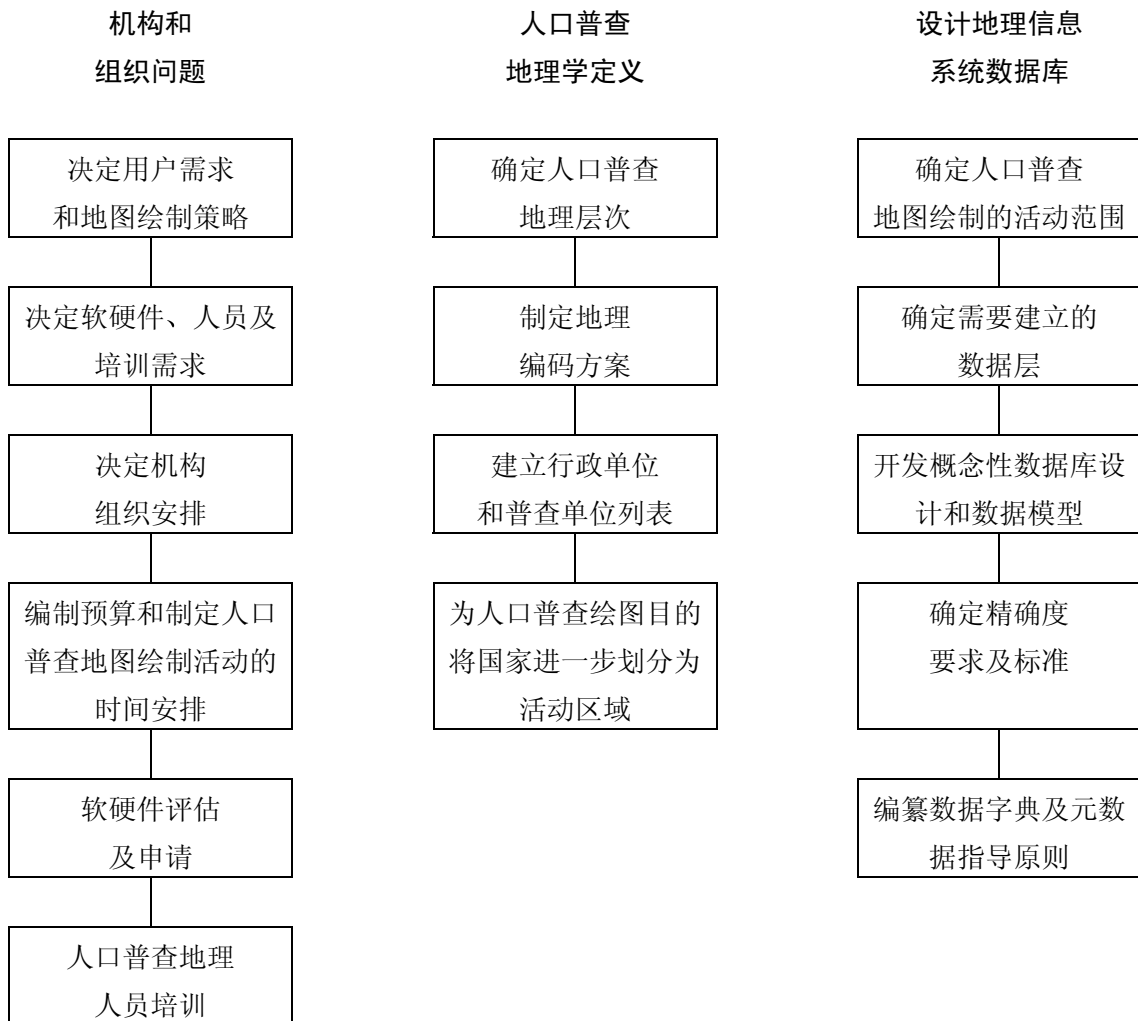 机构和
组织问题
决定用户需求
和地图绘制策略
决定软硬件、人员及
培训需求
决定机构
组织安排
编制预算和制定人口
普查地图绘制活动的
时间安排
软硬件评估
及申请
人口普查地理
人员培训
人口普查
地理学定义
确定人口普查
地理层次
制定地理
编码方案
建立行政单位
和普查单位列表
为人口普查绘图目的
将国家进一步划分为
活动区域
设计地理信息
系统数据库
确定人口普查
地图绘制的活动范围
确定需要建立的
数据层
开发概念性数据库设
计和数据模型
确定精确度
要求及标准
编纂数据字典及元数
据指导原则